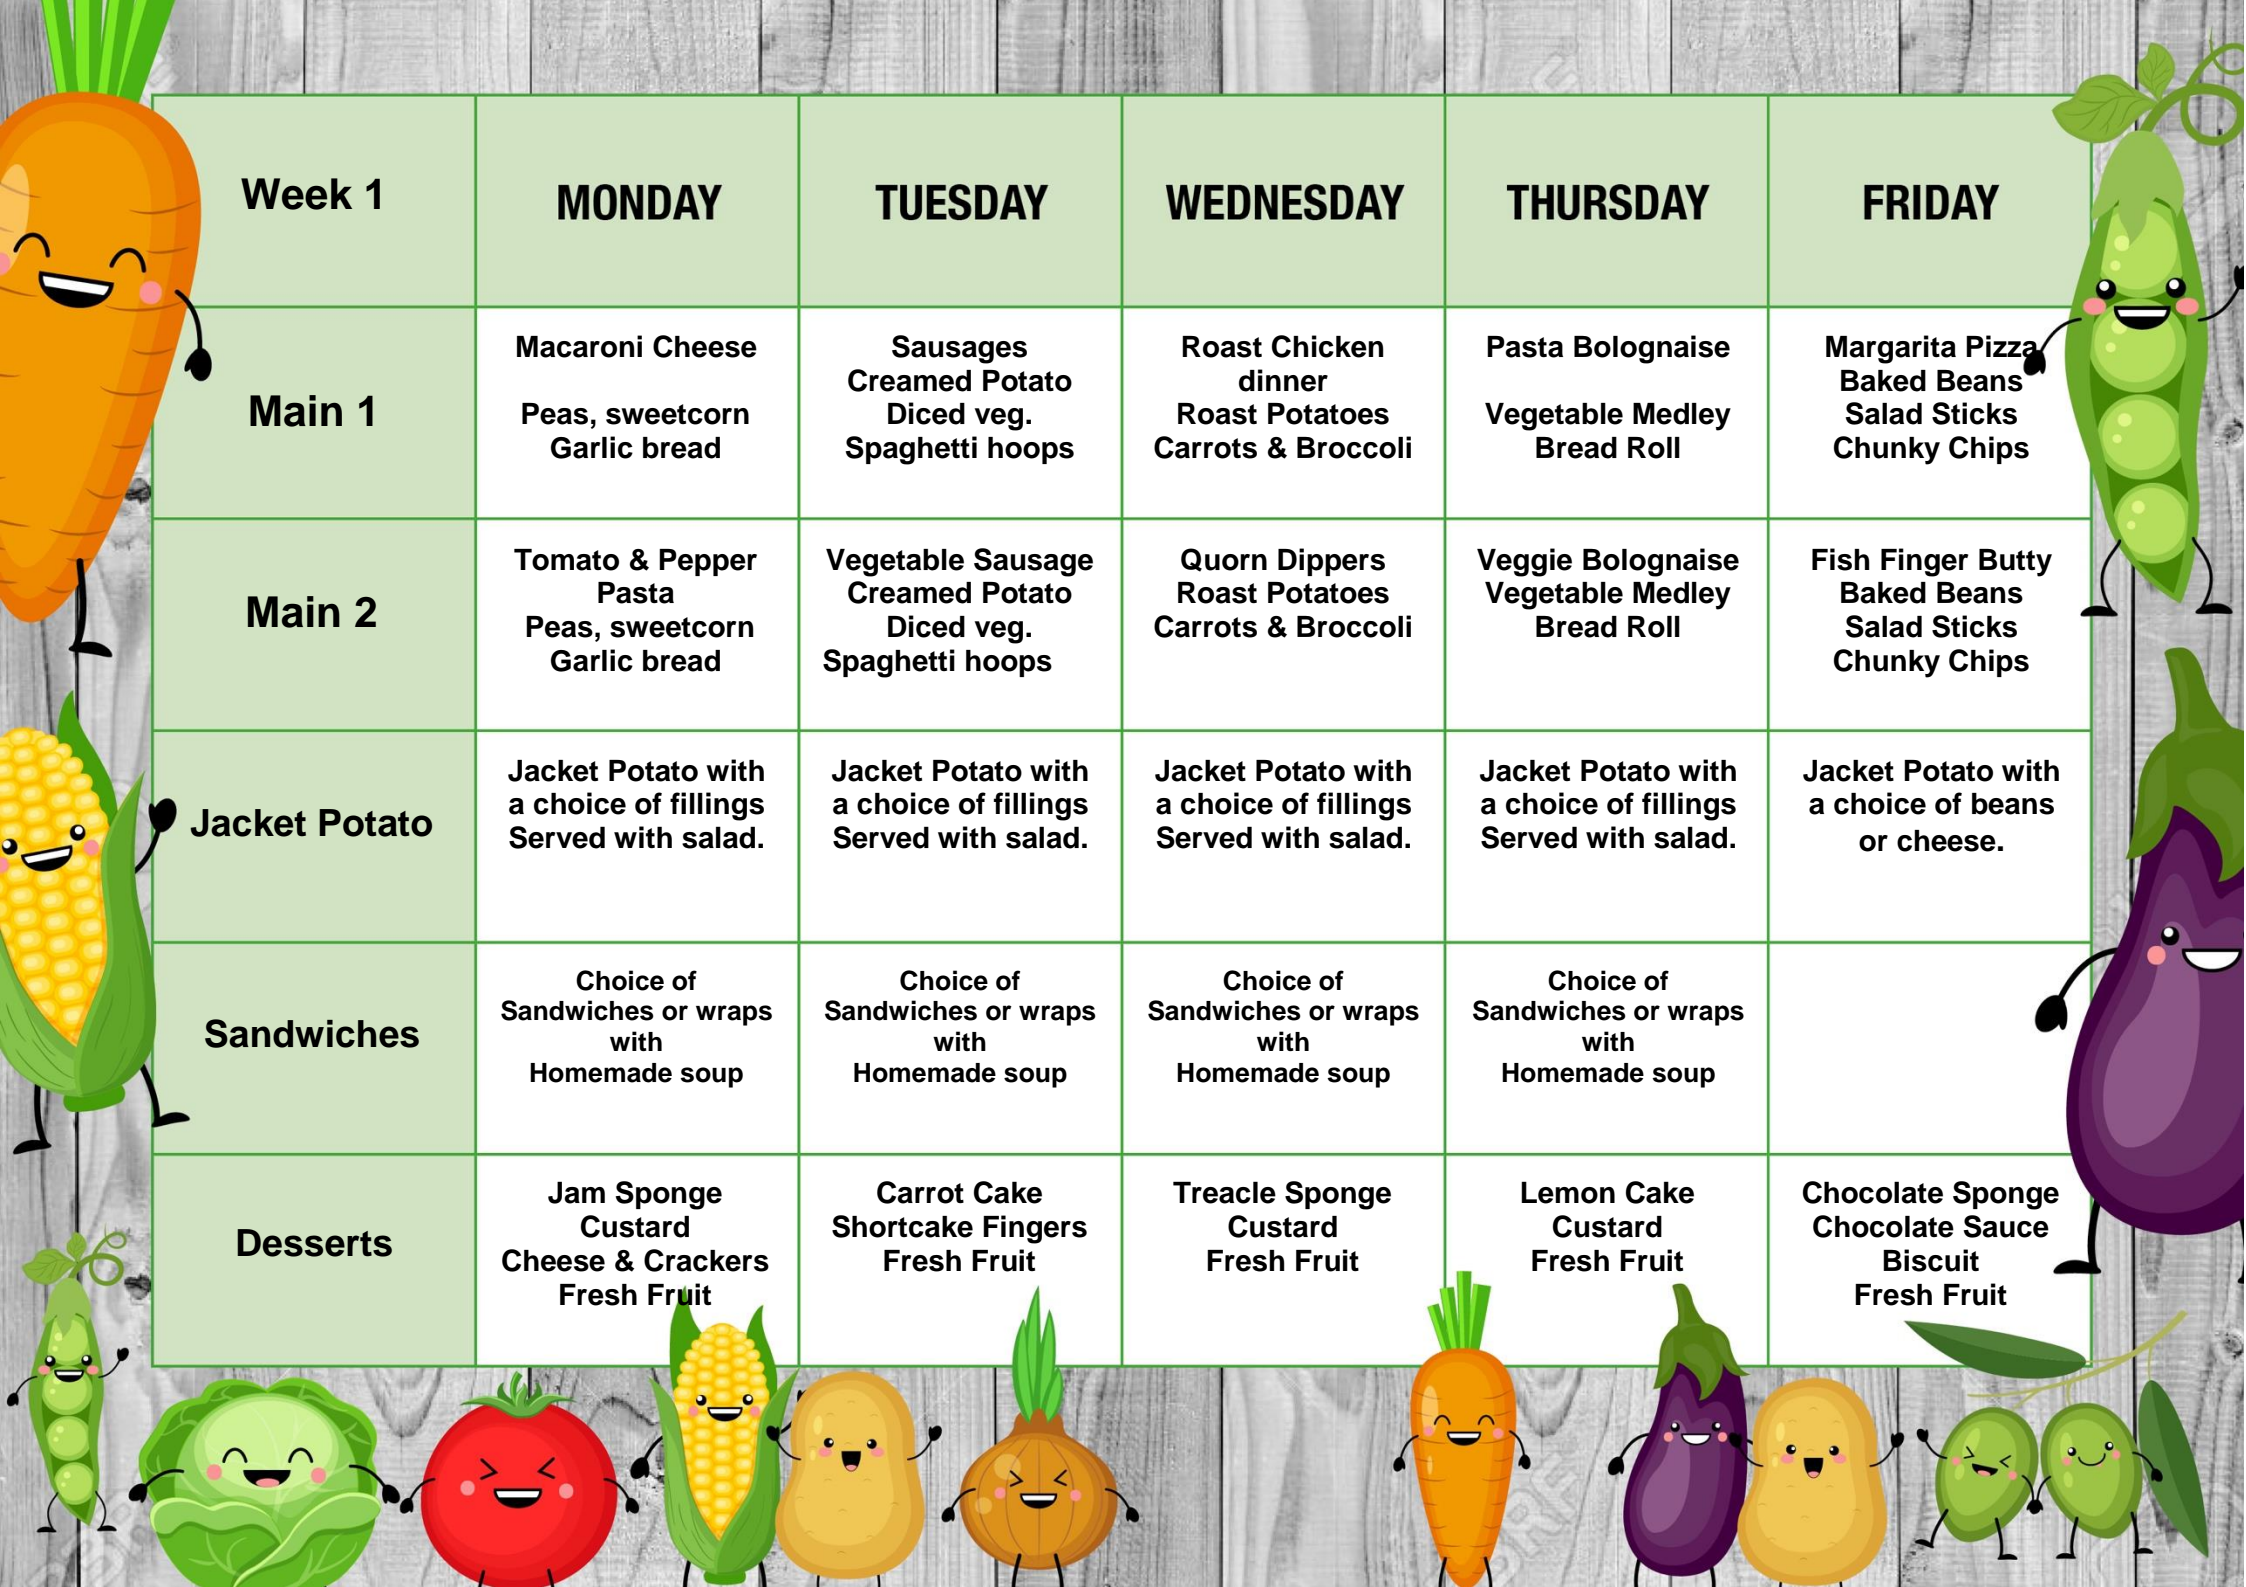 Week 1
MONDAY
TUESDAY
WEDNESDAY
THURSDAY
FRIDAY
Main 1
Macaroni Cheese
Peas, sweetcorn
Garlic bread
Sausages
Creamed Potato
Diced veg.
Spaghetti hoops
Roast Chicken
dinner
Roast Potatoes
Carrots & Broccoli
Pasta Bolognaise
Vegetable Medley
Bread Roll
Margarita Pizza
Baked Beans
Salad Sticks
Chunky Chips
Main 2
Tomato & Pepper
Pasta
Peas, sweetcorn
Garlic bread
Vegetable Sausage
Creamed Potato
Diced veg.
Spaghetti hoops
Quorn Dippers
Roast Potatoes
Carrots & Broccoli
Veggie Bolognaise
Vegetable Medley
Bread Roll
Fish Finger Butty
Baked Beans
Salad Sticks
Chunky Chips
Jacket Potato
Jacket Potato with
a choice of fillings
Served with salad.
Jacket Potato with
a choice of fillings
Served with salad.
Jacket Potato with
a choice of fillings
Served with salad.
Jacket Potato with
a choice of fillings
Served with salad.
Jacket Potato with
a choice of beans
or cheese.
Sandwiches
Choice of
Sandwiches or wraps
with
Homemade soup
Choice of
Sandwiches or wraps
with
Homemade soup
Choice of
Sandwiches or wraps
with
Homemade soup
Choice of
Sandwiches or wraps
with
Homemade soup
Desserts
Jam Sponge
Custard
Cheese & Crackers
Fresh Fruit
Carrot Cake
Shortcake Fingers
Fresh Fruit
Treacle Sponge
Custard
Fresh Fruit
Lemon Cake
Custard
Fresh Fruit
Chocolate Sponge
Chocolate Sauce
Biscuit
Fresh Fruit